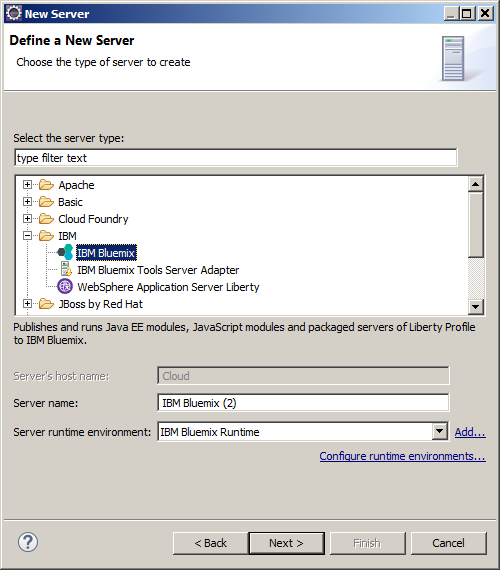 New Server
Define a New Server
Choose the type of server to create
Select the server type:
type filter text
Apache
Basic
Cloud Foundry
IBM
IBM Bluemix
IBM Bluemix Tools Server Adapter
WebSphere Application Server Liberty
JBoss by Red Hat
Publishes and runs Java EE modules, JavaScript modules and packaged servers of Liberty Profile
to IBM Bluemix.
Server's host name: Cloud
Server name: IBM Bluemix (2)
Server runtime environment: IBM Bluemix Runtime Add...
Configure runtime environments...
? < Back Next > Finish Cancel